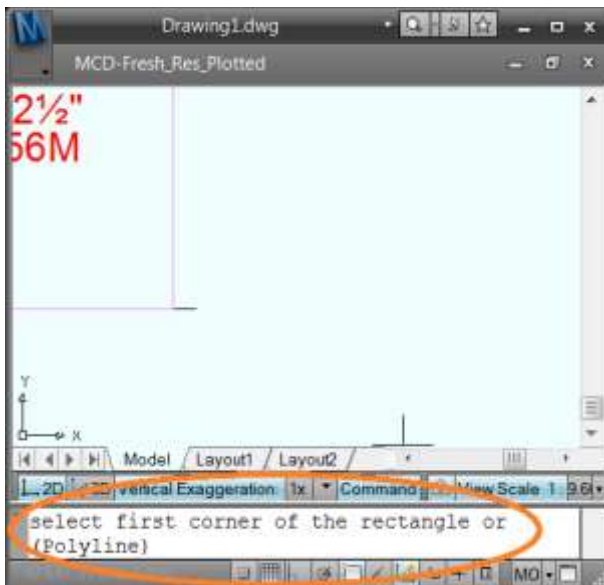 Drawing1.dwg
MCD-Fresh_Res_Plotted
2½"
56M
Y
X
Model / Layout1 / Layout2 /
2D Vertical Exaggeration: 1x Command View Scale 1
select first corner of the rectangle or
(Polyline)
MO